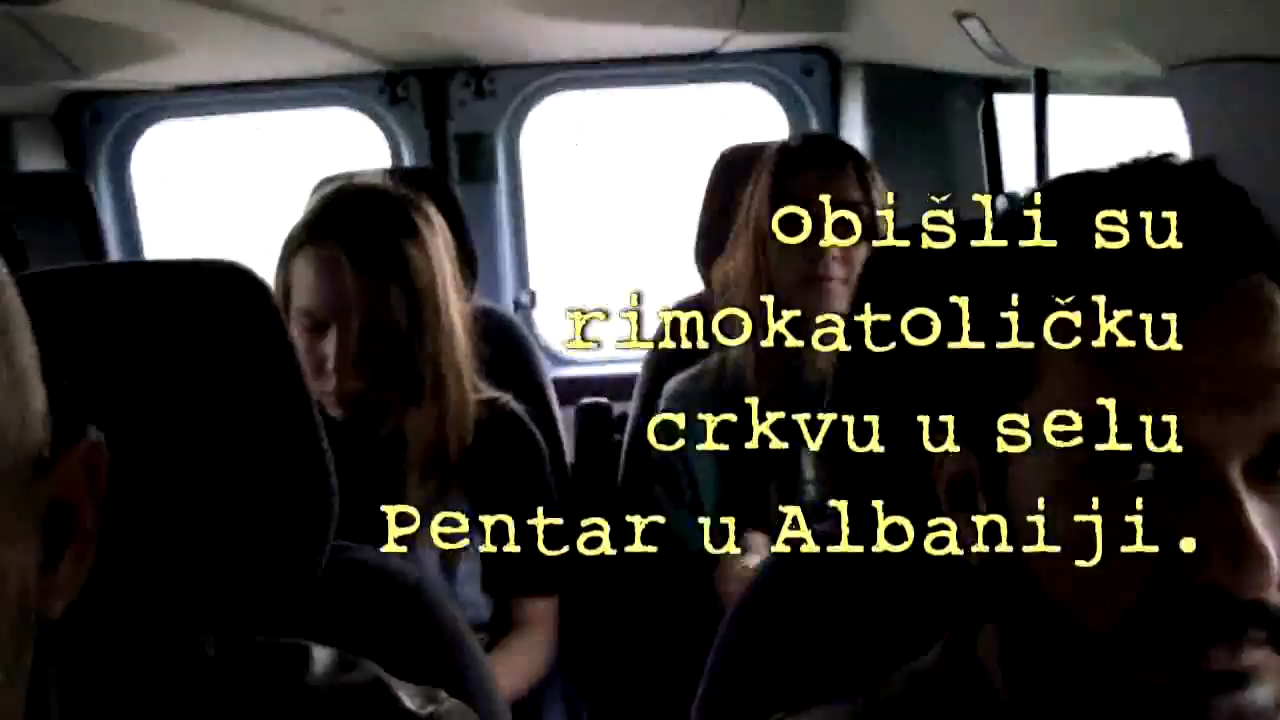 obišli su
rimokatoličku
crkvu u selu
Pentar u Albaniji.